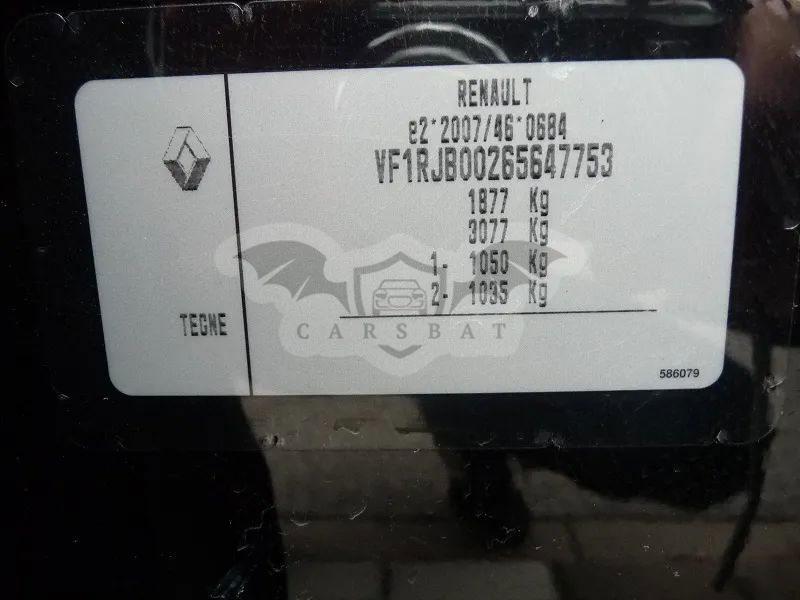 RENAULT
e2*2007/46*0684
VF1RJB00265647753
1877 Kg
3077 Kg
1- 1050 Kg
2- 1035 Kg
TEGNE
CARSBAT
586079